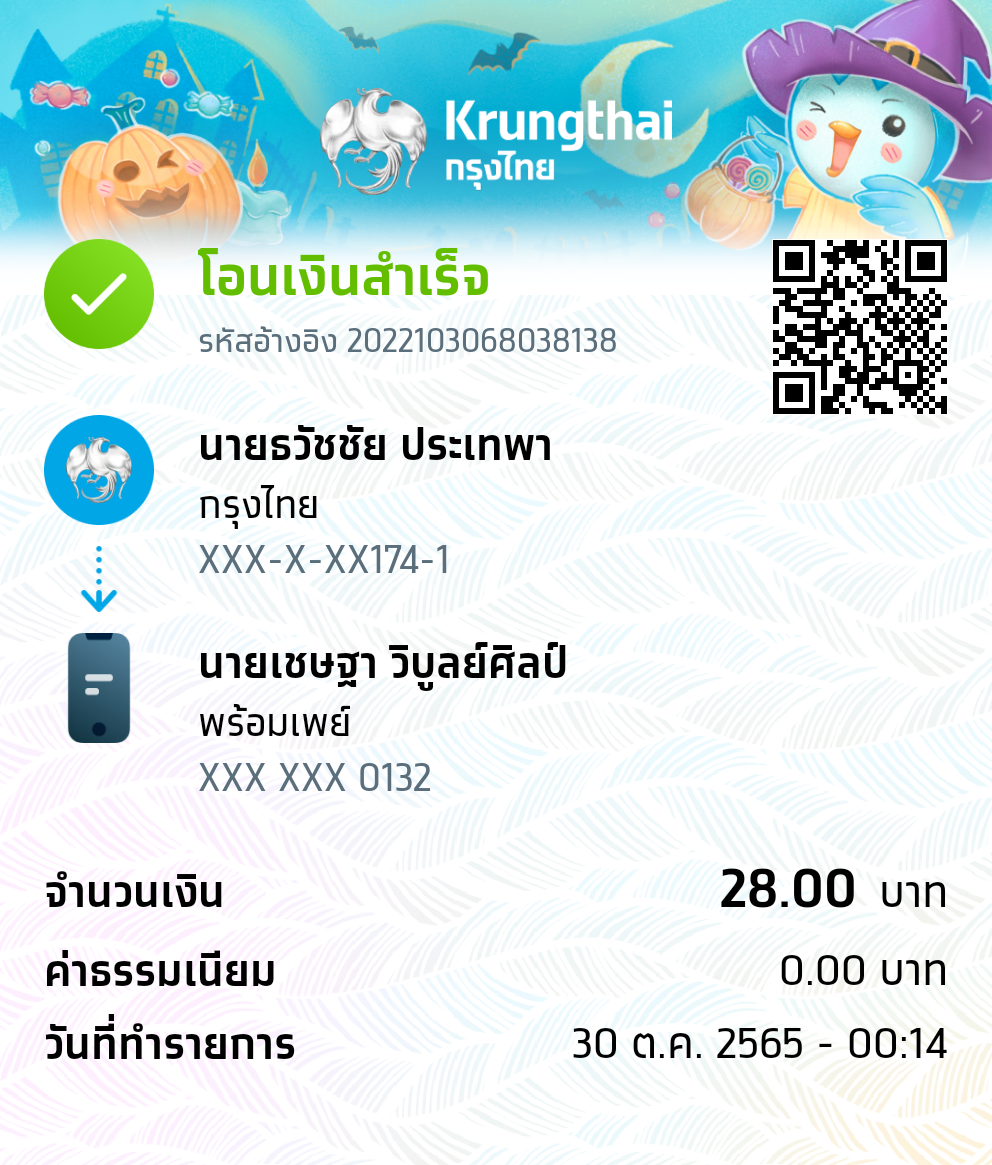 Krungthai
กรุงไทย
โอนเงินสำเร็จ
รหัสอ้างอิง 2022103068038138
นายธวัชชัย ประเทพา
กรุงไทย
XXX-X-XX174-1
นายเชษฐา วิบูลย์ศิลป์
พร้อมเพย์
XXX XXX 0132
จำนวนเงิน 28.00 บาท
ค่าธรรมเนียม 0.00 บาท
วันที่ทำรายการ 30 ต.ค. 2565 - 00:14